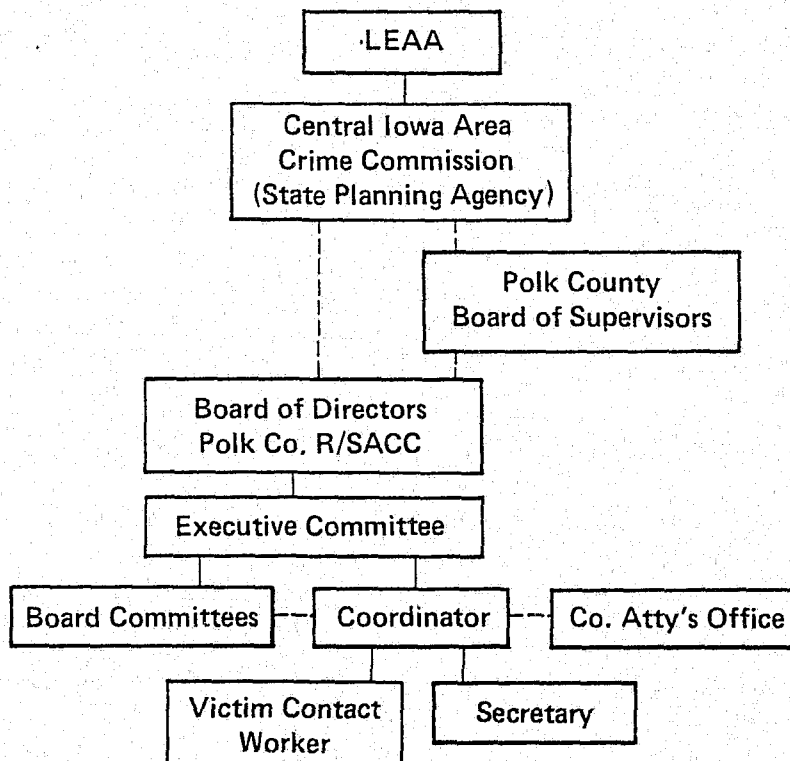 LEAA
Central Iowa Area
Crime Commission
(State Planning Agency)
Polk County
Board of Supervisors
Board of Directors
Polk Co. R/SACC
Executive Committee
Board Committees
Coordinator
Co. Atty's Office
Victim Contact
Worker
Secretary